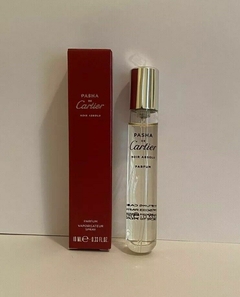 PASHA
DE
Cartier
NOIR ABSOLU
PARFUM
VAPORISATEUR
SPRAY
10 ML ℮ 0.33 FL.OZ.
PASHA
DE
Cartier
NOIR ABSOLU
PARFUM